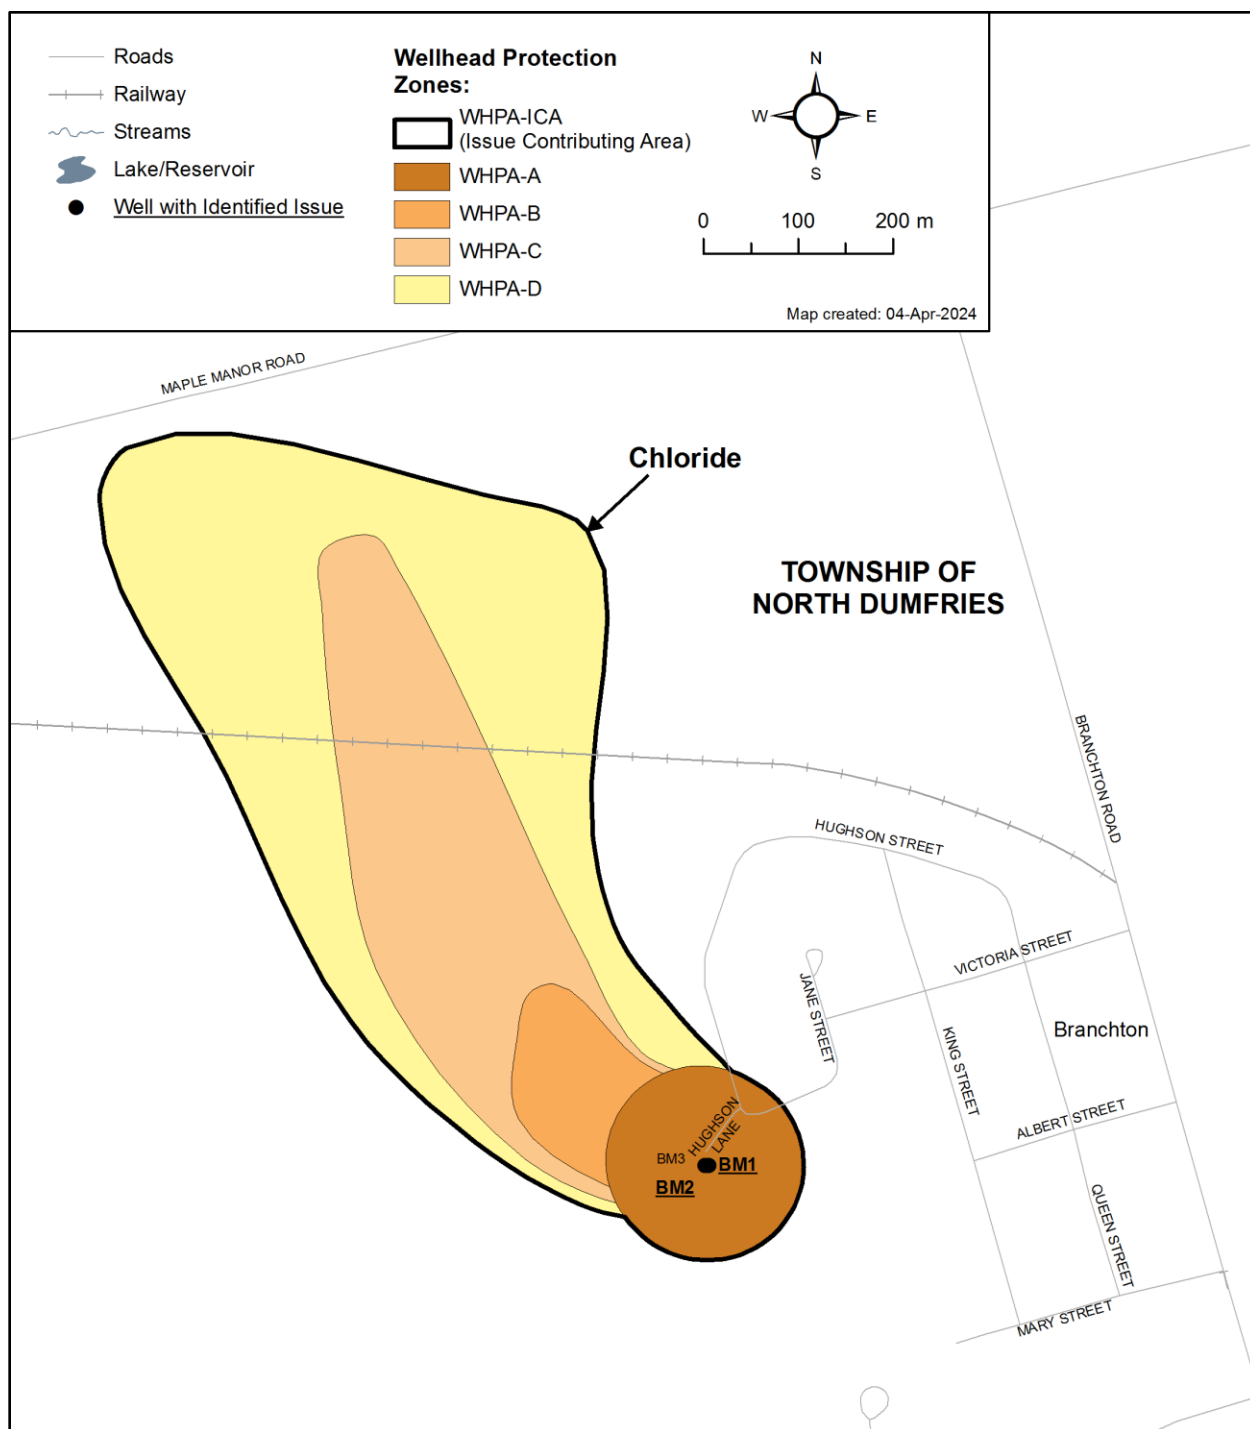 Roads
Railway
Streams
Lake/Reservoir
Well with Identified Issue
Wellhead Protection
Zones:
WHPA-ICA
(Issue Contributing Area)
WHPA-A
WHPA-B
WHPA-C
WHPA-D
N
W
E
S
0 100 200 m
Map created: 04-Apr-2024
MAPLE MANOR ROAD
Chloride
TOWNSHIP OF
NORTH DUMFRIES
BRANCHTON ROAD
HUGHSON STREET
VICTORIA STREET
JANE STREET
KING STREET
Branchton
ALBERT STREET
HUGHSON
LANE
BM3
BM1
BM2
QUEEN STREET
MARY STREET